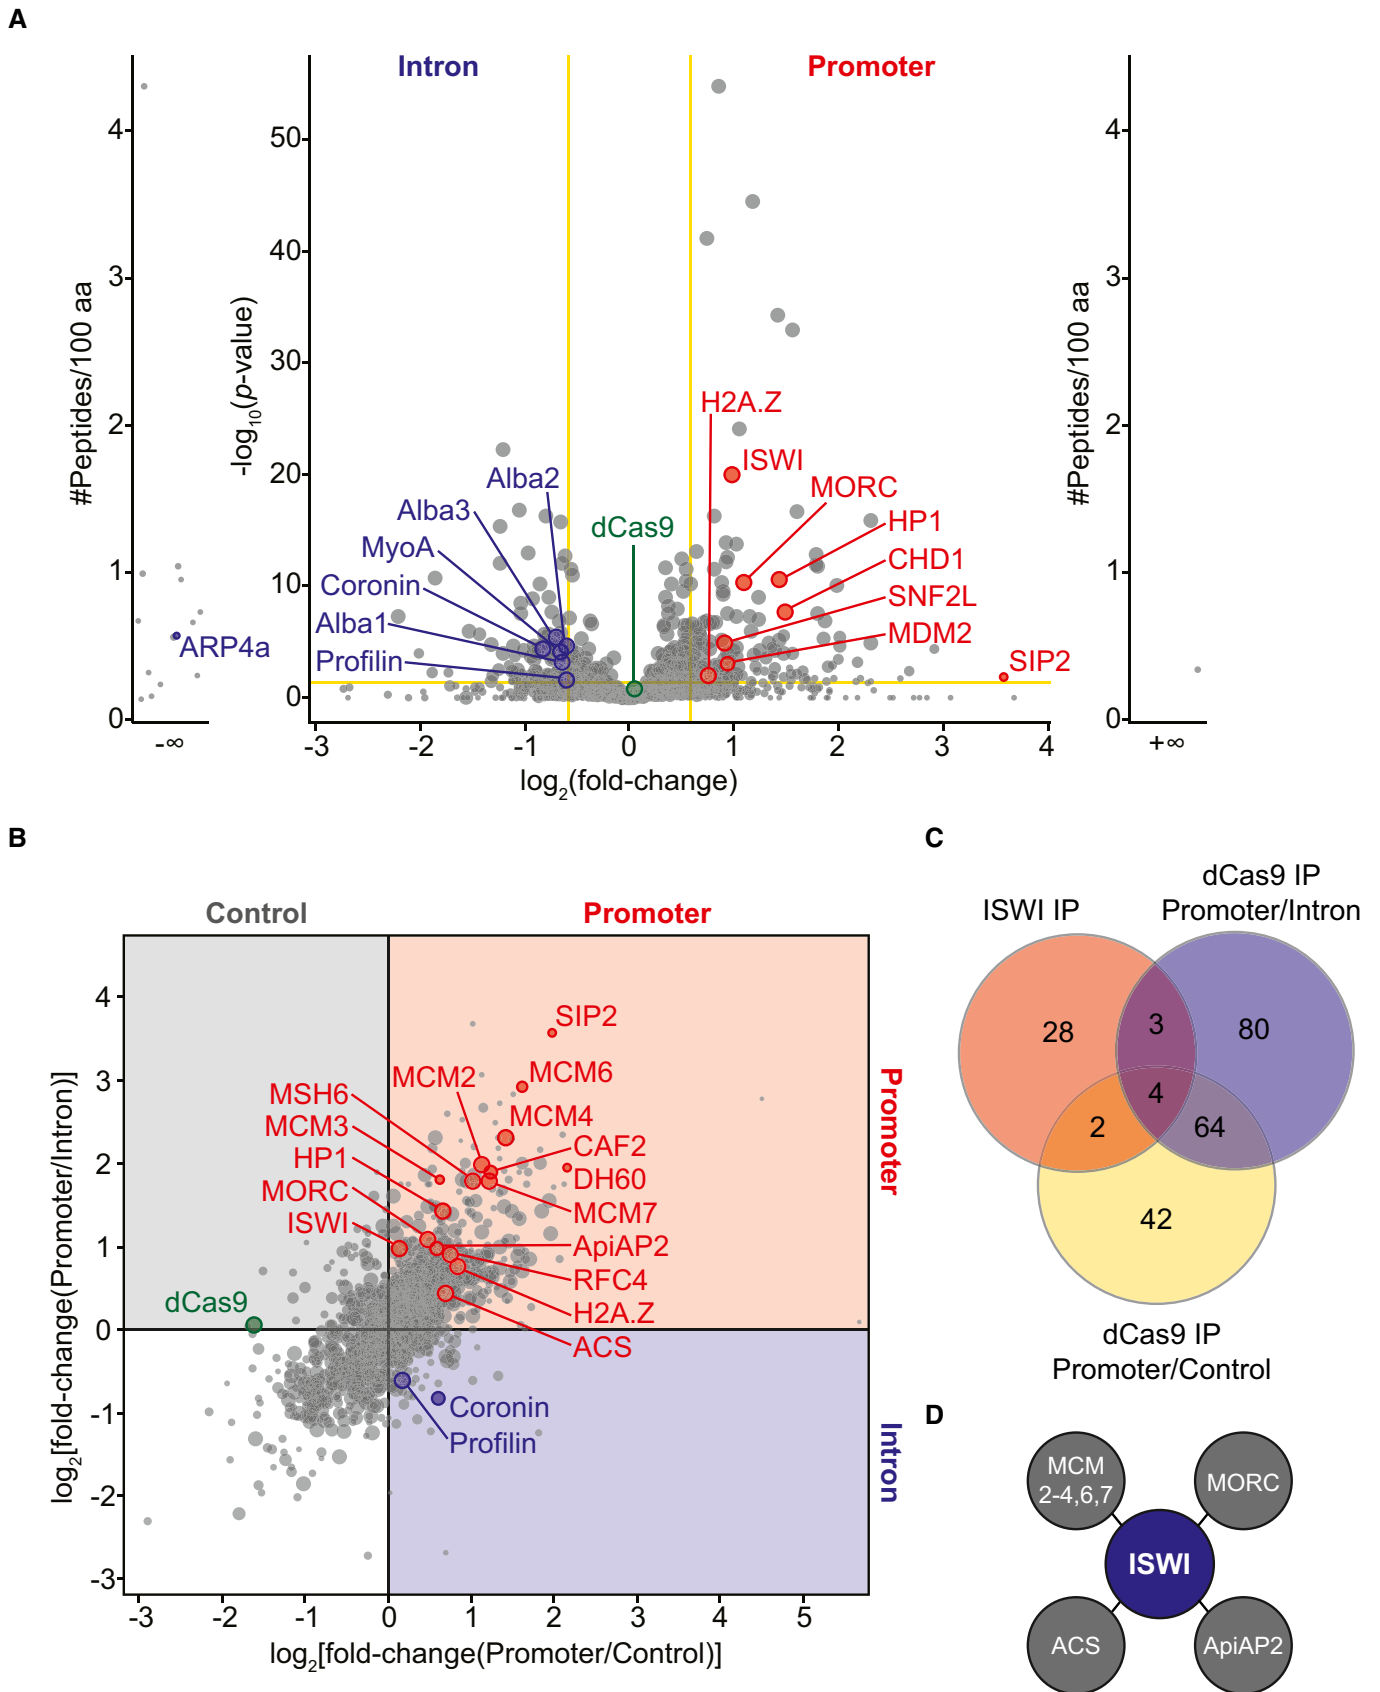 A
Intron
Promoter
#Peptides/100 aa
4
3
2
1
0
ARP4a
-∞
-log10(p-value)
50
40
30
20
10
0
H2A.Z
ISWI
Alba2
MORC
Alba3
dCas9
HP1
MyoA
CHD1
Coronin
SNF2L
Alba1
MDM2
Profilin
SIP2
-3
-2
-1
0
1
2
3
4
log2(fold-change)
#Peptides/100 aa
4
3
2
1
0
+∞
B
Control
Promoter
log2[fold-change(Promoter/Intron)]
4
3
2
1
0
-1
-2
-3
SIP2
MCM2
MCM6
MSH6
MCM4
MCM3
CAF2
HP1
DH60
MORC
MCM7
ISWI
ApiAP2
RFC4
dCas9
H2A.Z
ACS
Coronin
Profilin
Promoter
Intron
-3
-2
-1
0
1
2
3
4
5
log2[fold-change(Promoter/Control)]
C
dCas9 IP
Promoter/Intron
ISWI IP
28
3
80
4
2
64
42
dCas9 IP
Promoter/Control
D
MCM
2-4,6,7
MORC
ISWI
ACS
ApiAP2